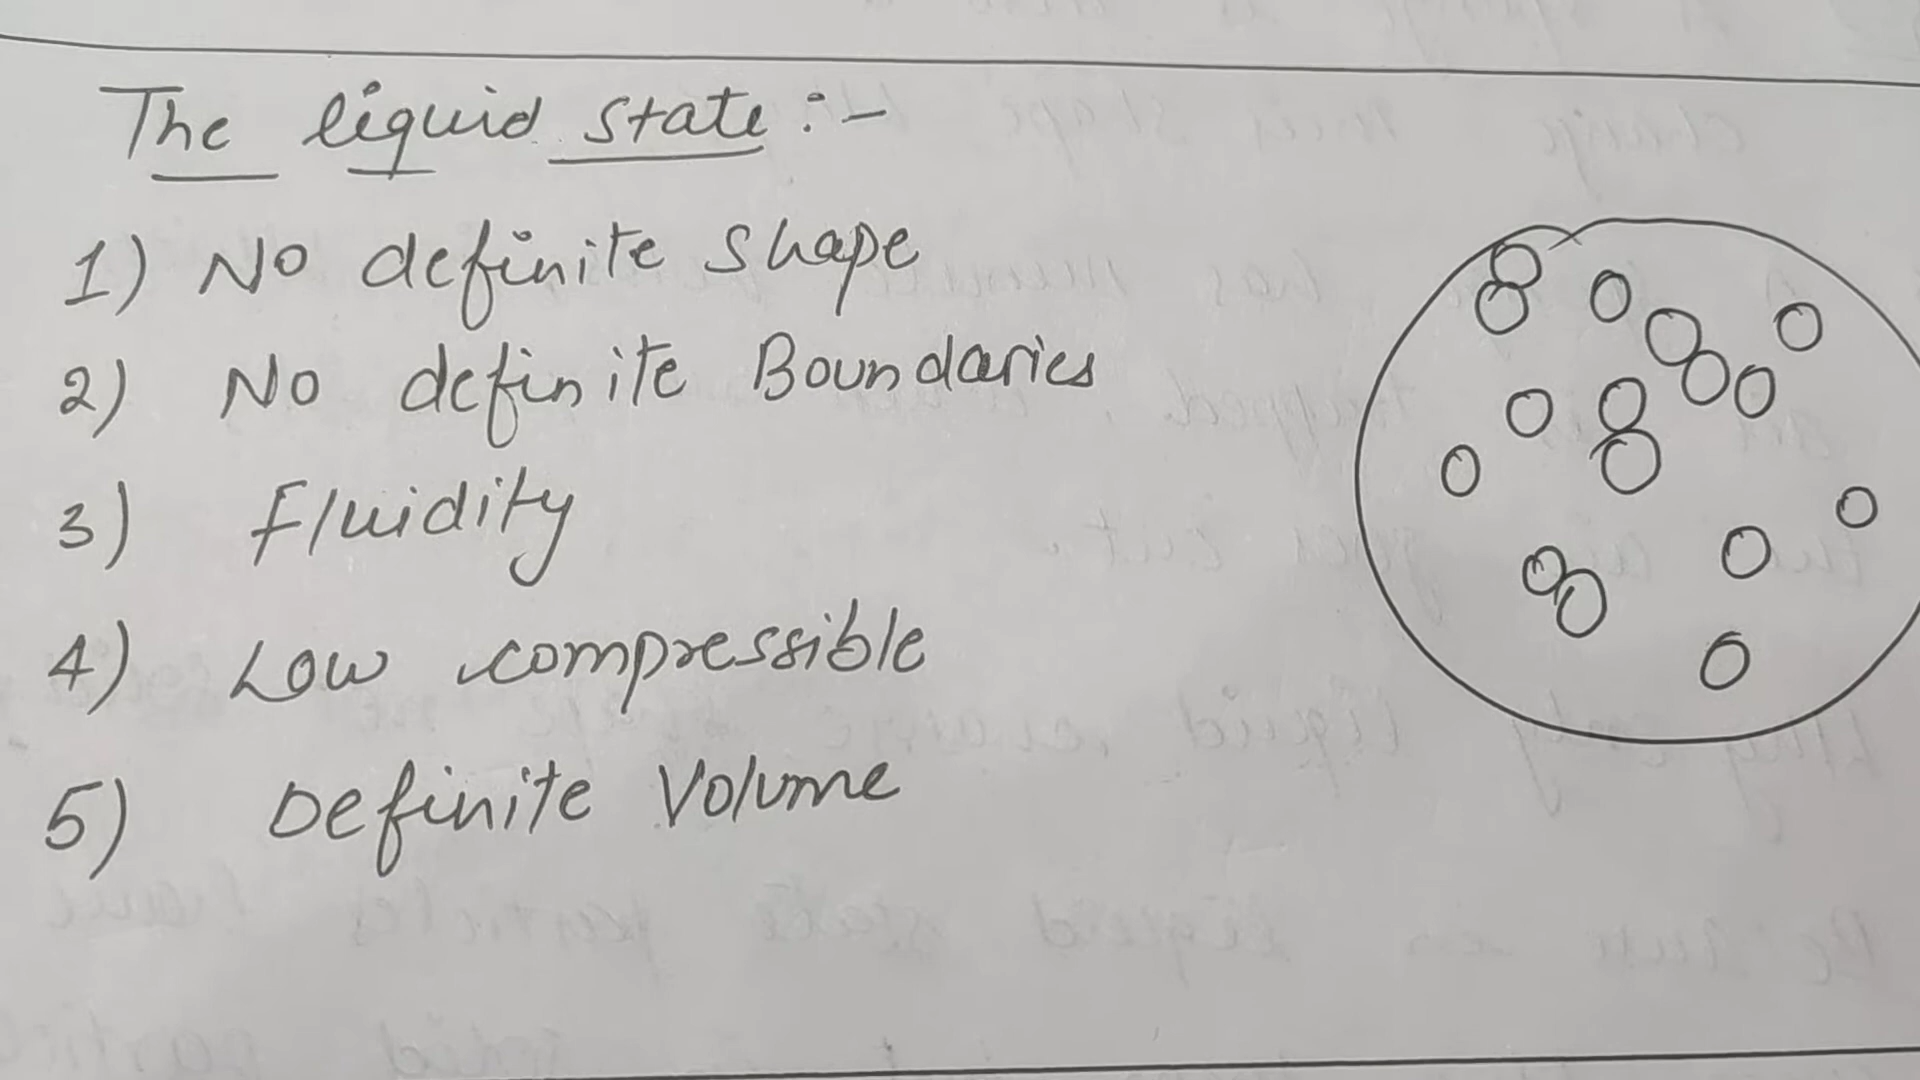 The liquid state :-
1) No definite shape
2) No definite Boundaries
3) Fluidity
4) Low compressible
5) Definite Volume